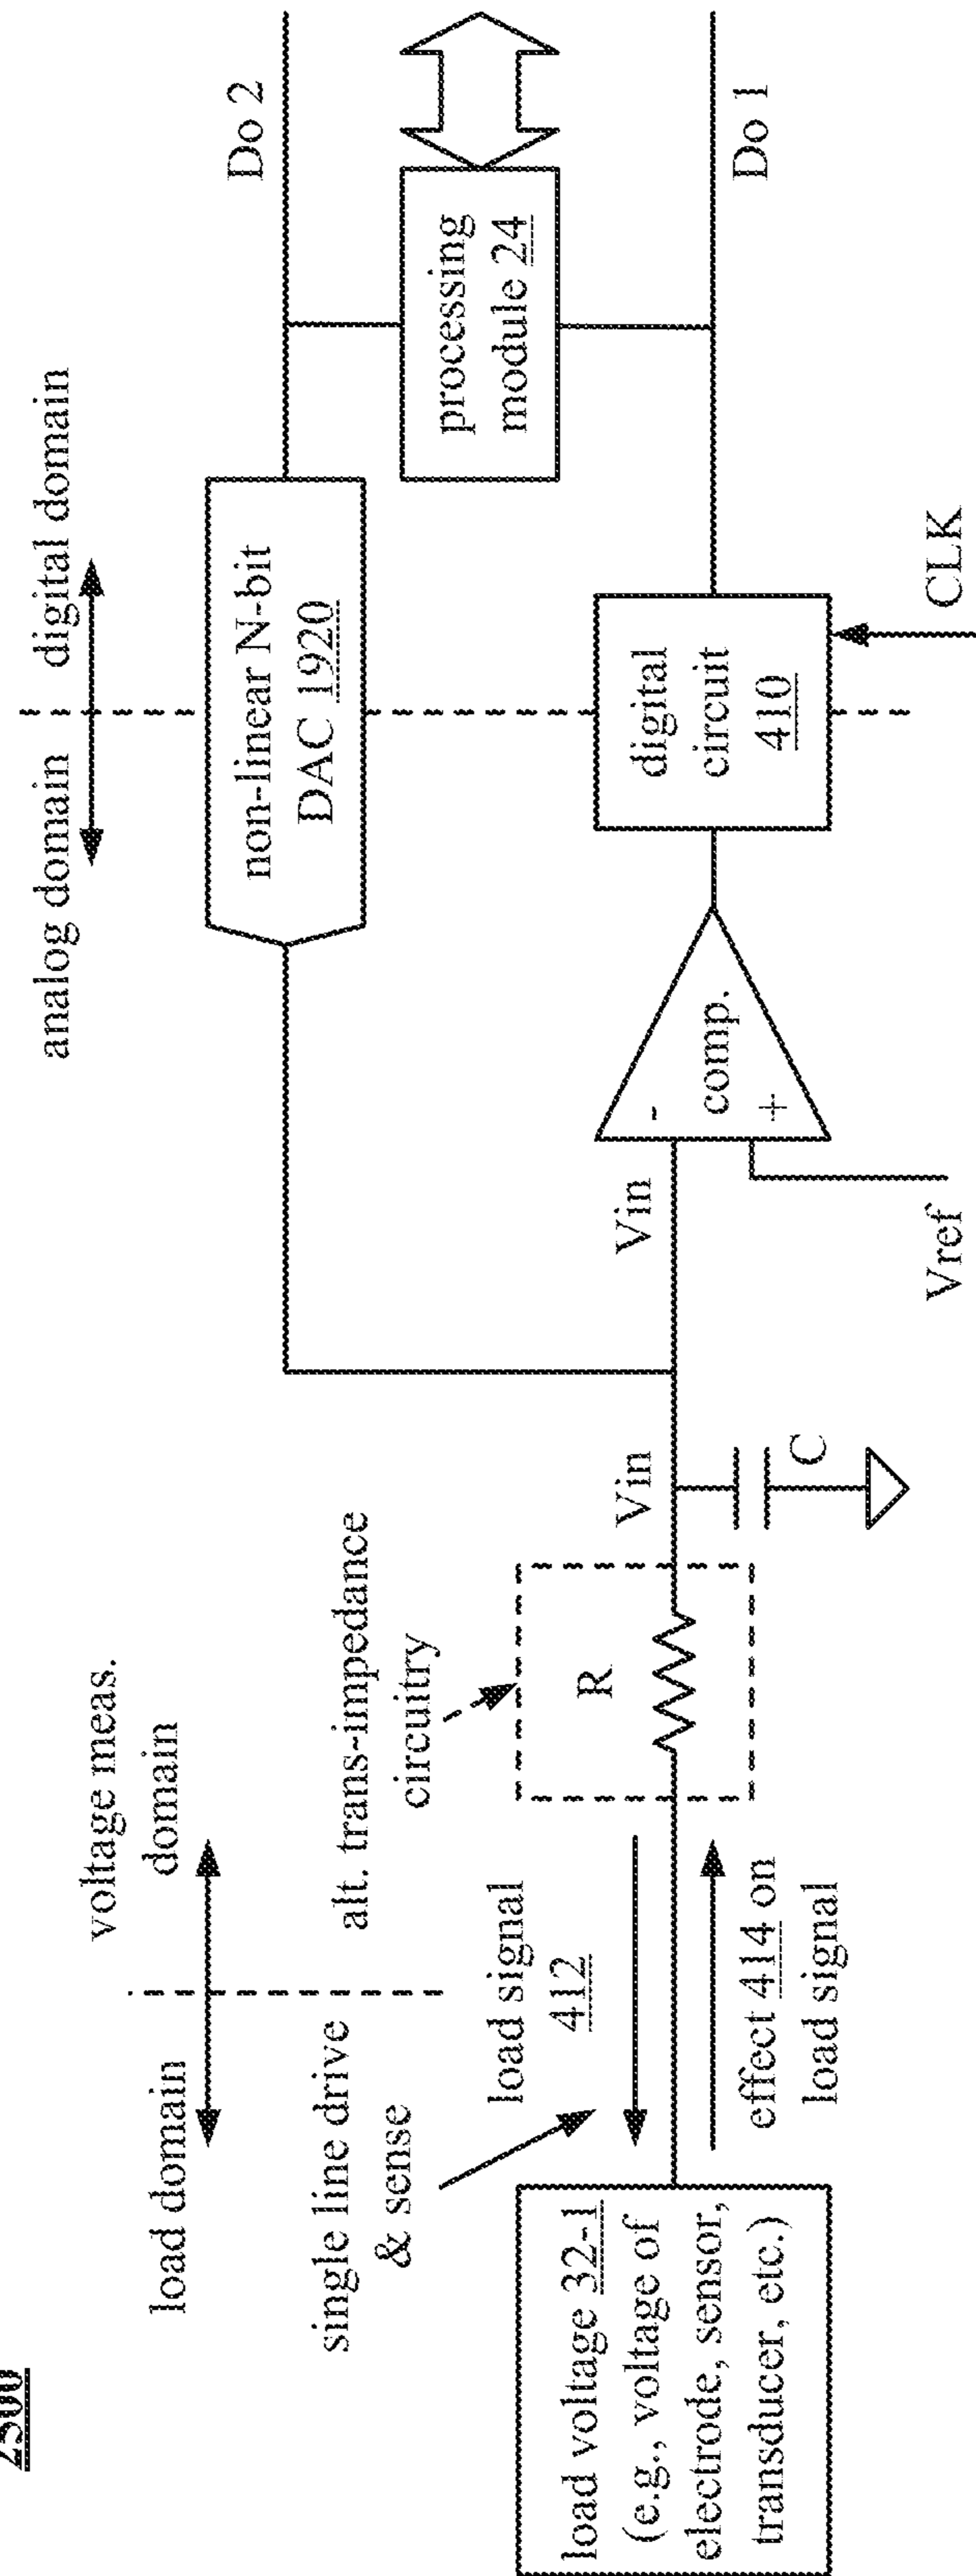 2500
load domain
voltage meas.
domain
analog domain
digital domain
single line drive
& sense
alt. trans-impedance
circuitry
non-linear N-bit
DAC 1920
Do 2
load signal
412
R
Vin
Vin
processing
module 24
load voltage 32-1
(e.g., voltage of
electrode, sensor,
transducer, etc.)
effect 414 on
load signal
C
-
comp.
+
Vref
digital
circuit
410
CLK
Do 1